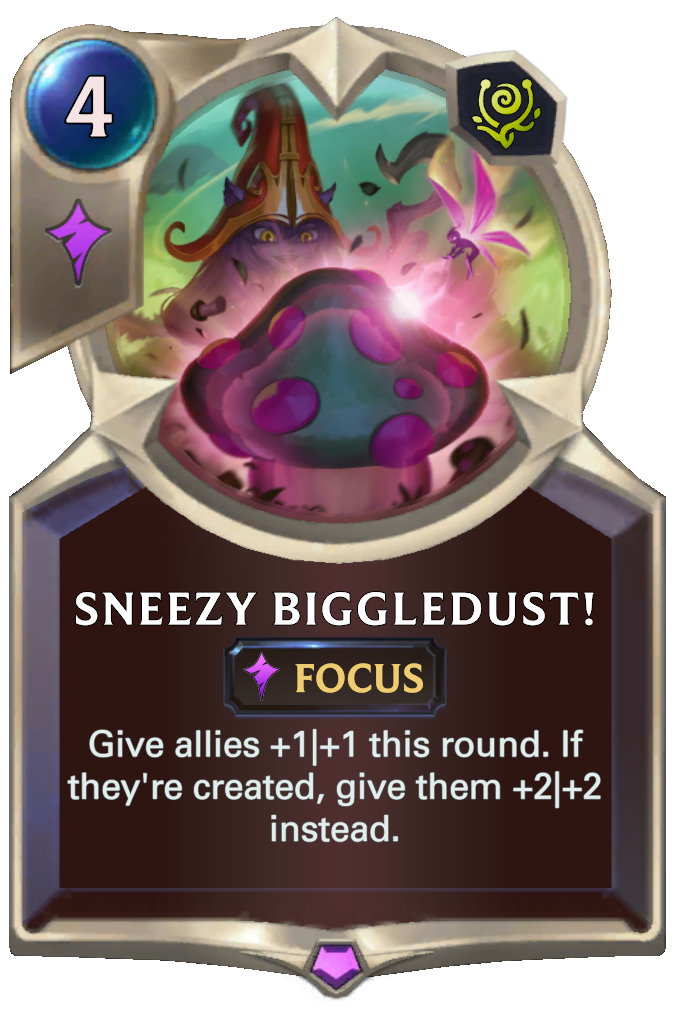 4
SNEEZY BIGGLEDUST!
FOCUS
Give allies +1|+1 this round. If
they're created, give them +2|+2
instead.